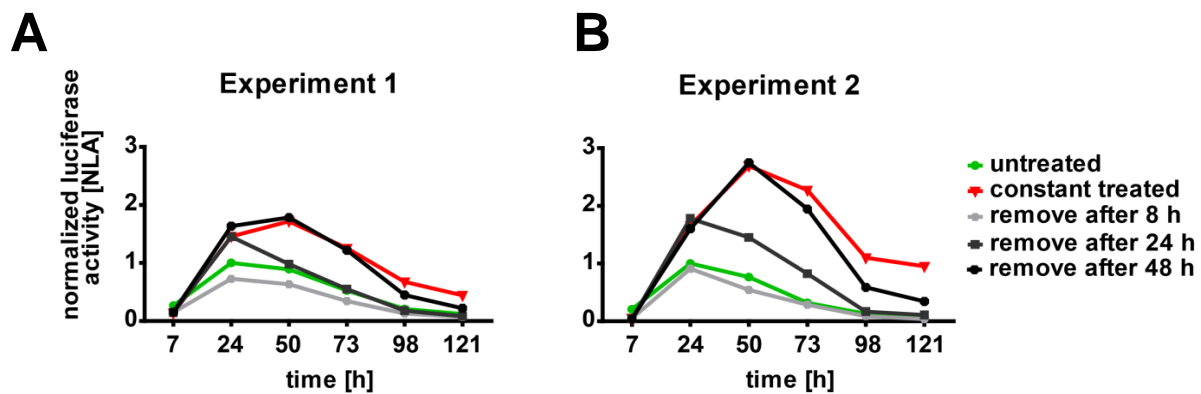 A
B
Experiment 1
Experiment 2
normalized luciferase
activity [NLA]
3
2
1
0
7 24 50 73 98 121
time [h]
3
2
1
0
7 24 50 73 98 121
time [h]
untreated
constant treated
remove after 8 h
remove after 24 h
remove after 48 h